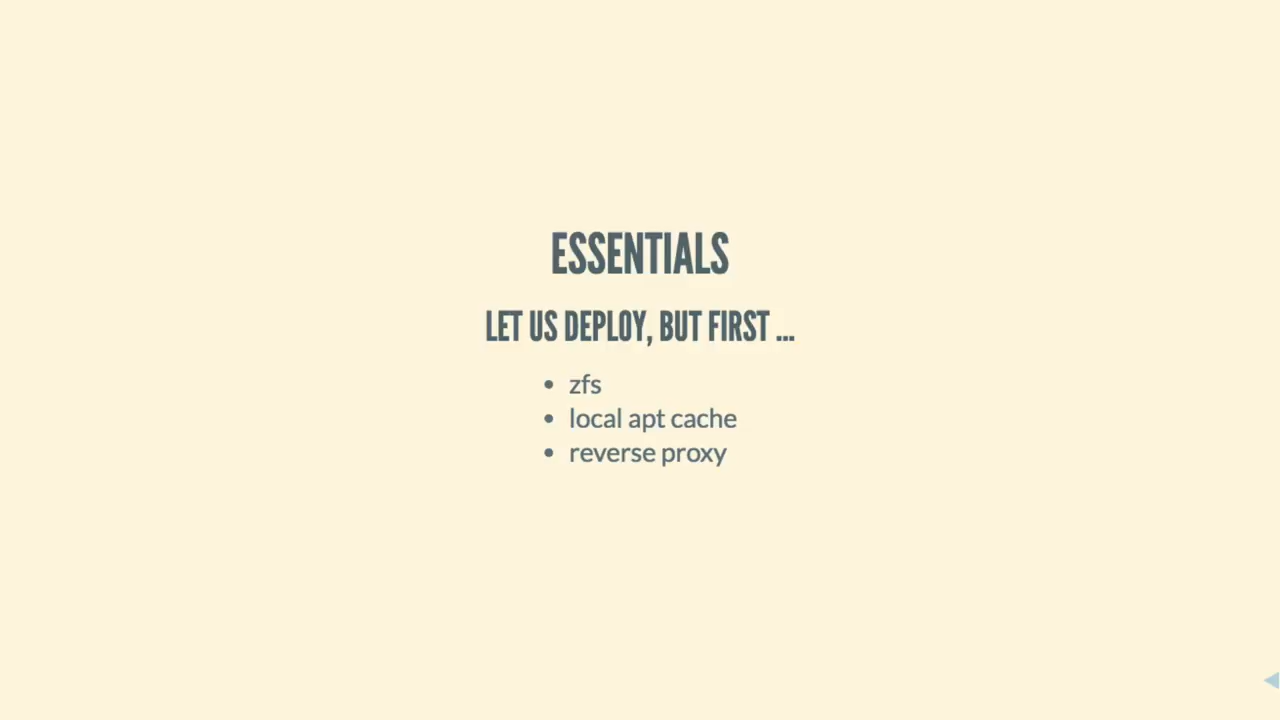 ESSENTIALS
LET US DEPLOY, BUT FIRST ...
• zfs
• local apt cache
• reverse proxy